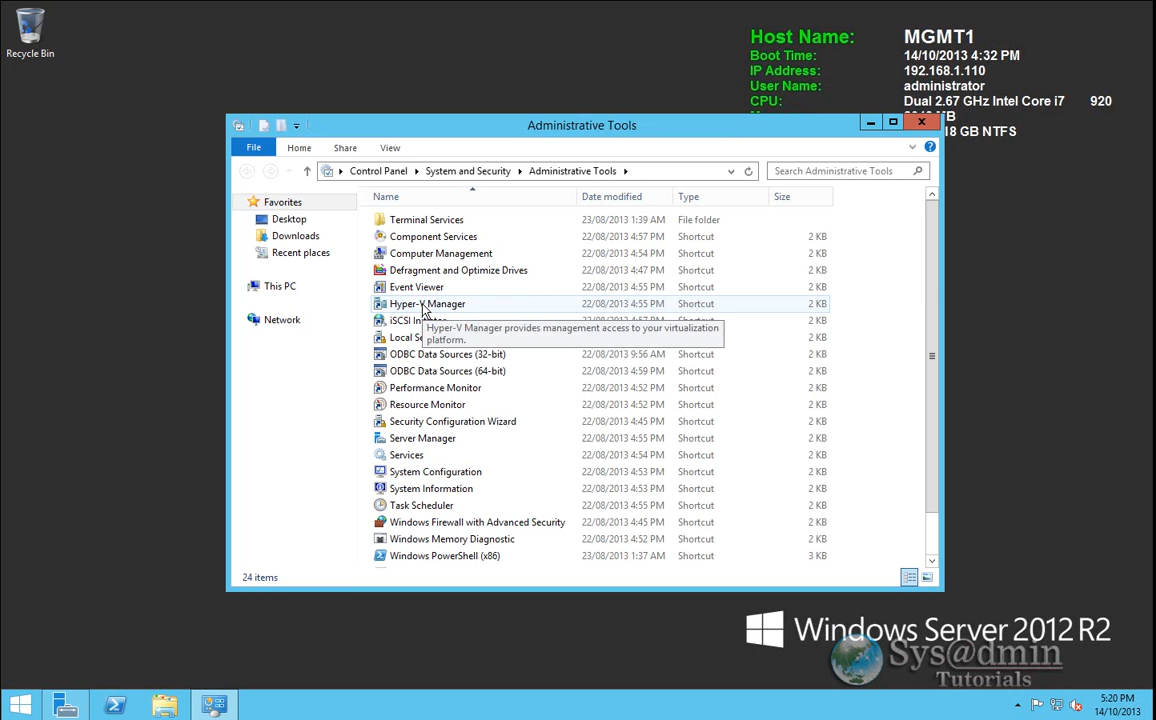 Recycle Bin
Host Name: MGMT1
Boot Time: 14/10/2013 4:32 PM
IP Address: 192.168.1.110
User Name: administrator
CPU: Dual 2.67 GHz Intel Core i7 920
18 GB NTFS
Administrative Tools
File Home Share View
Control Panel System and Security Administrative Tools
Search Administrative Tools
Name Date modified Type Size
Favorites
Desktop
Downloads
Recent places
This PC
Network
Terminal Services 23/08/2013 1:39 AM File folder
Component Services 22/08/2013 4:57 PM Shortcut 2 KB
Computer Management 22/08/2013 4:54 PM Shortcut 2 KB
Defragment and Optimize Drives 22/08/2013 4:47 PM Shortcut 2 KB
Event Viewer 22/08/2013 4:55 PM Shortcut 2 KB
Hyper-V Manager 22/08/2013 4:55 PM Shortcut 2 KB
iSCSI 22/08/2013 4:57 PM Shortcut 2 KB
Hyper-V Manager provides management access to your virtualization
platform.
Local
ODBC Data Sources (32-bit) 22/08/2013 9:56 AM Shortcut 2 KB
ODBC Data Sources (64-bit) 22/08/2013 4:59 PM Shortcut 2 KB
Performance Monitor 22/08/2013 4:52 PM Shortcut 2 KB
Resource Monitor 22/08/2013 4:52 PM Shortcut 2 KB
Security Configuration Wizard 22/08/2013 4:45 PM Shortcut 2 KB
Server Manager 22/08/2013 4:55 PM Shortcut 2 KB
Services 22/08/2013 4:54 PM Shortcut 2 KB
System Configuration 22/08/2013 4:53 PM Shortcut 2 KB
System Information 22/08/2013 4:53 PM Shortcut 2 KB
Task Scheduler 22/08/2013 4:55 PM Shortcut 2 KB
Windows Firewall with Advanced Security 22/08/2013 4:45 PM Shortcut 2 KB
Windows Memory Diagnostic 22/08/2013 4:52 PM Shortcut 2 KB
Windows PowerShell (x86) 23/08/2013 1:37 AM Shortcut 3 KB
24 items
Windows Server 2012 R2
Sys@dmin
Tutorials
5:20 PM
14/10/2013